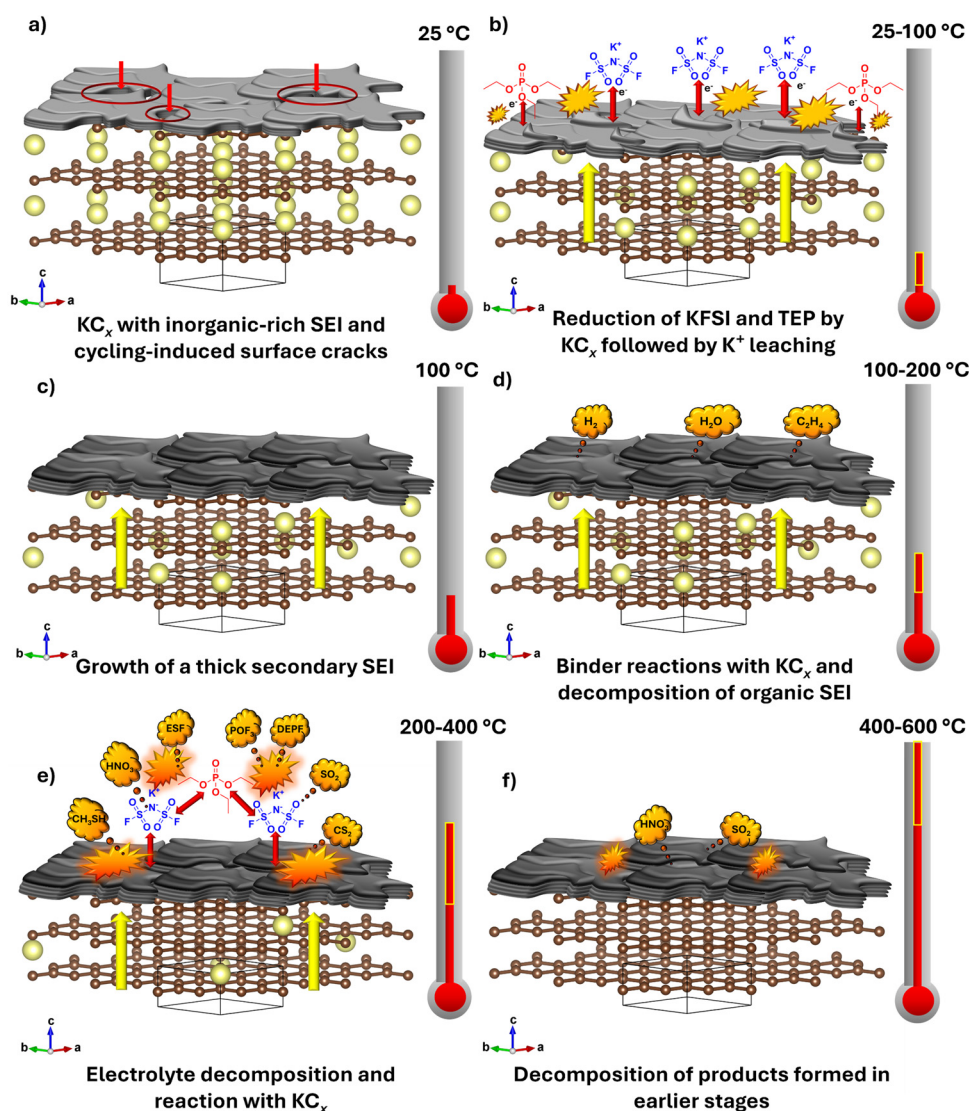 a)
25 °C
c
b
a
KCₓ with inorganic-rich SEI and
cycling-induced surface cracks
b)
25-100 °C
K⁺ K⁺ K⁺
O O O O O O
N⁻ N⁻ N⁻
S S S S S S
F O O F F O O F F O O F
O O
O P O O P O
O O
e⁻ e⁻ e⁻ e⁻ e⁻
c
b
a
Reduction of KFSI and TEP by
KCₓ followed by K⁺ leaching
c)
100 °C
c
b
a
Growth of a thick secondary SEI
d)
100-200 °C
H₂
H₂O
C₂H₄
c
b
a
Binder reactions with KCₓ and
decomposition of organic SEI
e)
200-400 °C
ESF
POF₃
DEPF
HNO₃
SO₂
CH₃SH
CS₂
O
O P O
O
K⁺ K⁺
O O O O
N⁻ N⁻
S S S S
F O O F F O O F
c
b
a
Electrolyte decomposition and
reaction with KCₓ
f)
400-600 °C
SO₂
c
b
a
Decomposition of products formed in
earlier stages